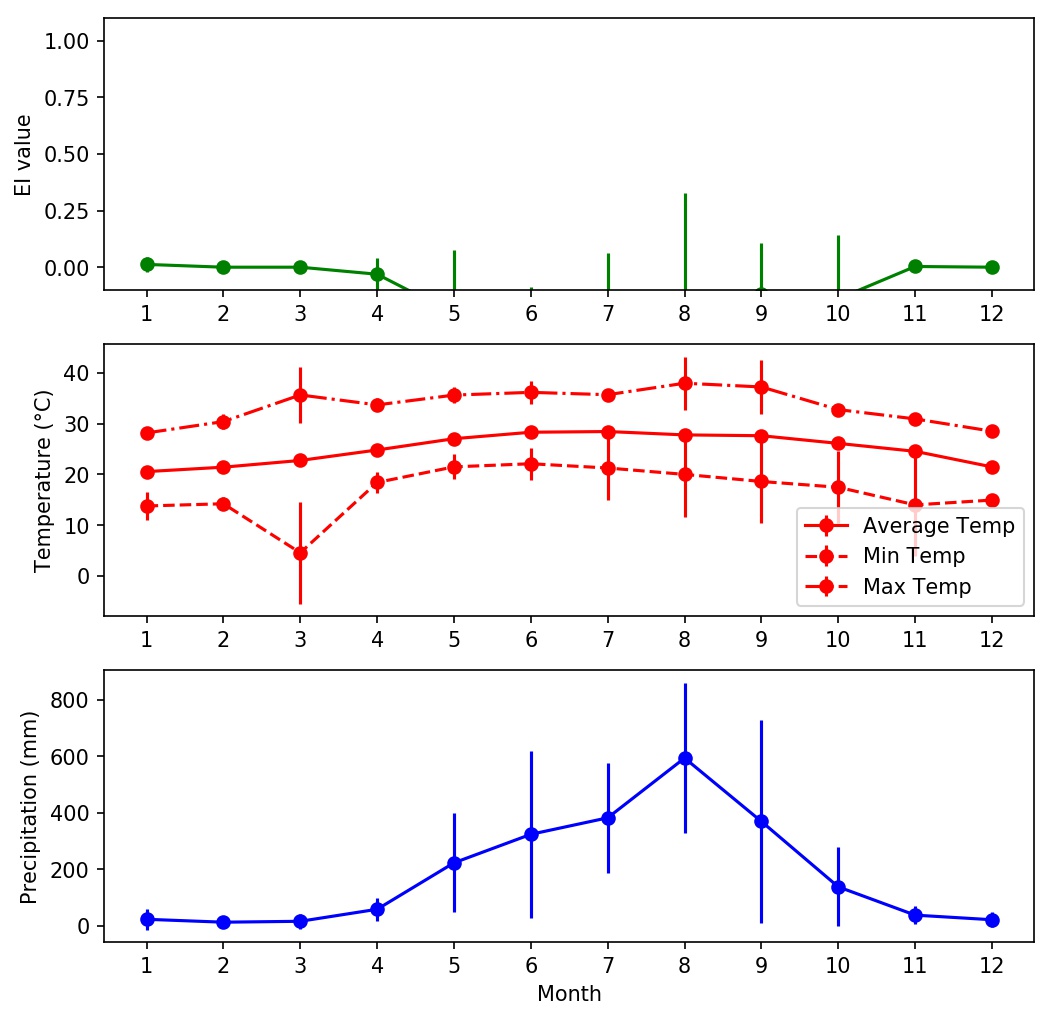 EI value
1.00
0.75
0.50
0.25
0.00
1 2 3 4 5 6 7 8 9 10 11 12
Temperature (°C)
40
30
20
10
0
Average Temp
Min Temp
Max Temp
1 2 3 4 5 6 7 8 9 10 11 12
Precipitation (mm)
800
600
400
200
0
1 2 3 4 5 6 7 8 9 10 11 12
Month